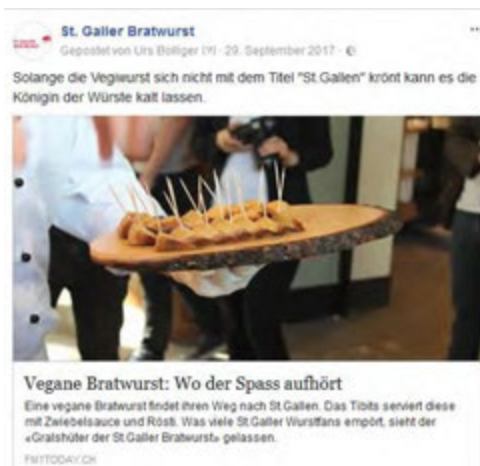 St. Galler Bratwurst
Gepostet von Urs Bolliger [?] · 29. September 2017 ·
Solange die Vegiwurst sich nicht mit dem Titel "St.Gallen" krönt kann es die
Königin der Würste kalt lassen.
Vegane Bratwurst: Wo der Spass aufhört
Eine vegane Bratwurst findet ihren Weg nach St.Gallen. Das Tibits serviert diese
mit Zwiebelsauce und Rösti. Was viele St.Galler Wurstfans empört, sieht der
«Gralshüter der St.Galler Bratwurst» gelassen.
FM1TODAY.CH